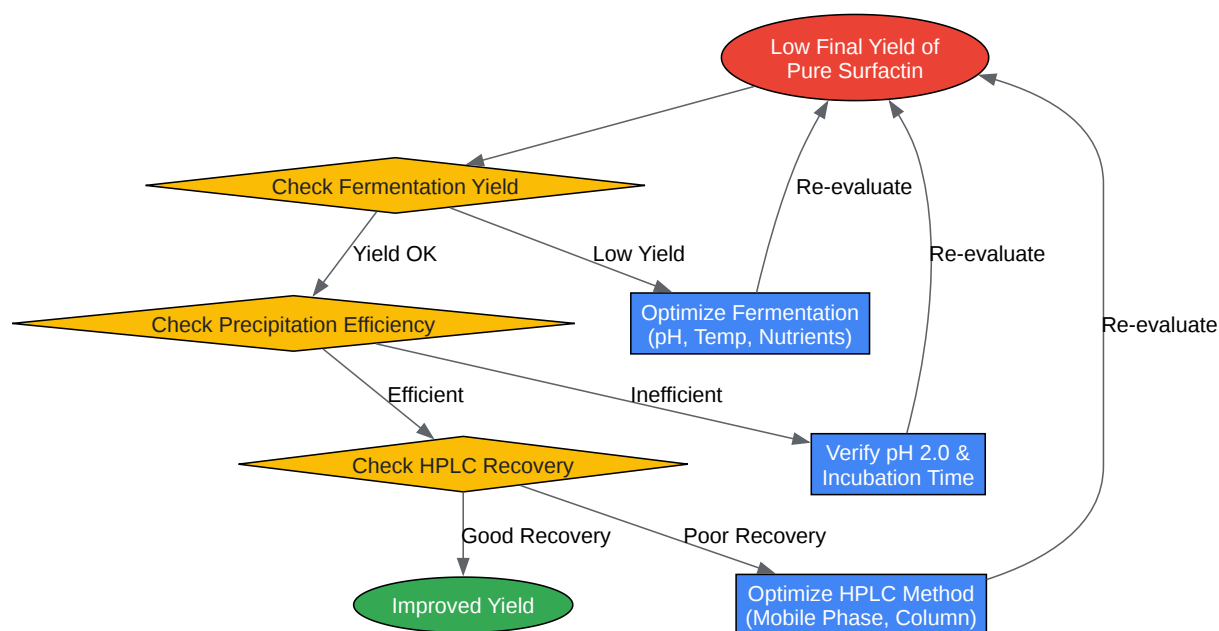 Low Final Yield of
Pure Surfactin
Check Fermentation Yield
Re-evaluate
Yield OK
Low Yield
Re-evaluate
Optimize Fermentation
(pH, Temp, Nutrients)
Check Precipitation Efficiency
Re-evaluate
Efficient
Inefficient
Verify pH 2.0 &
Incubation Time
Check HPLC Recovery
Good Recovery
Poor Recovery
Improved Yield
Optimize HPLC Method
(Mobile Phase, Column)